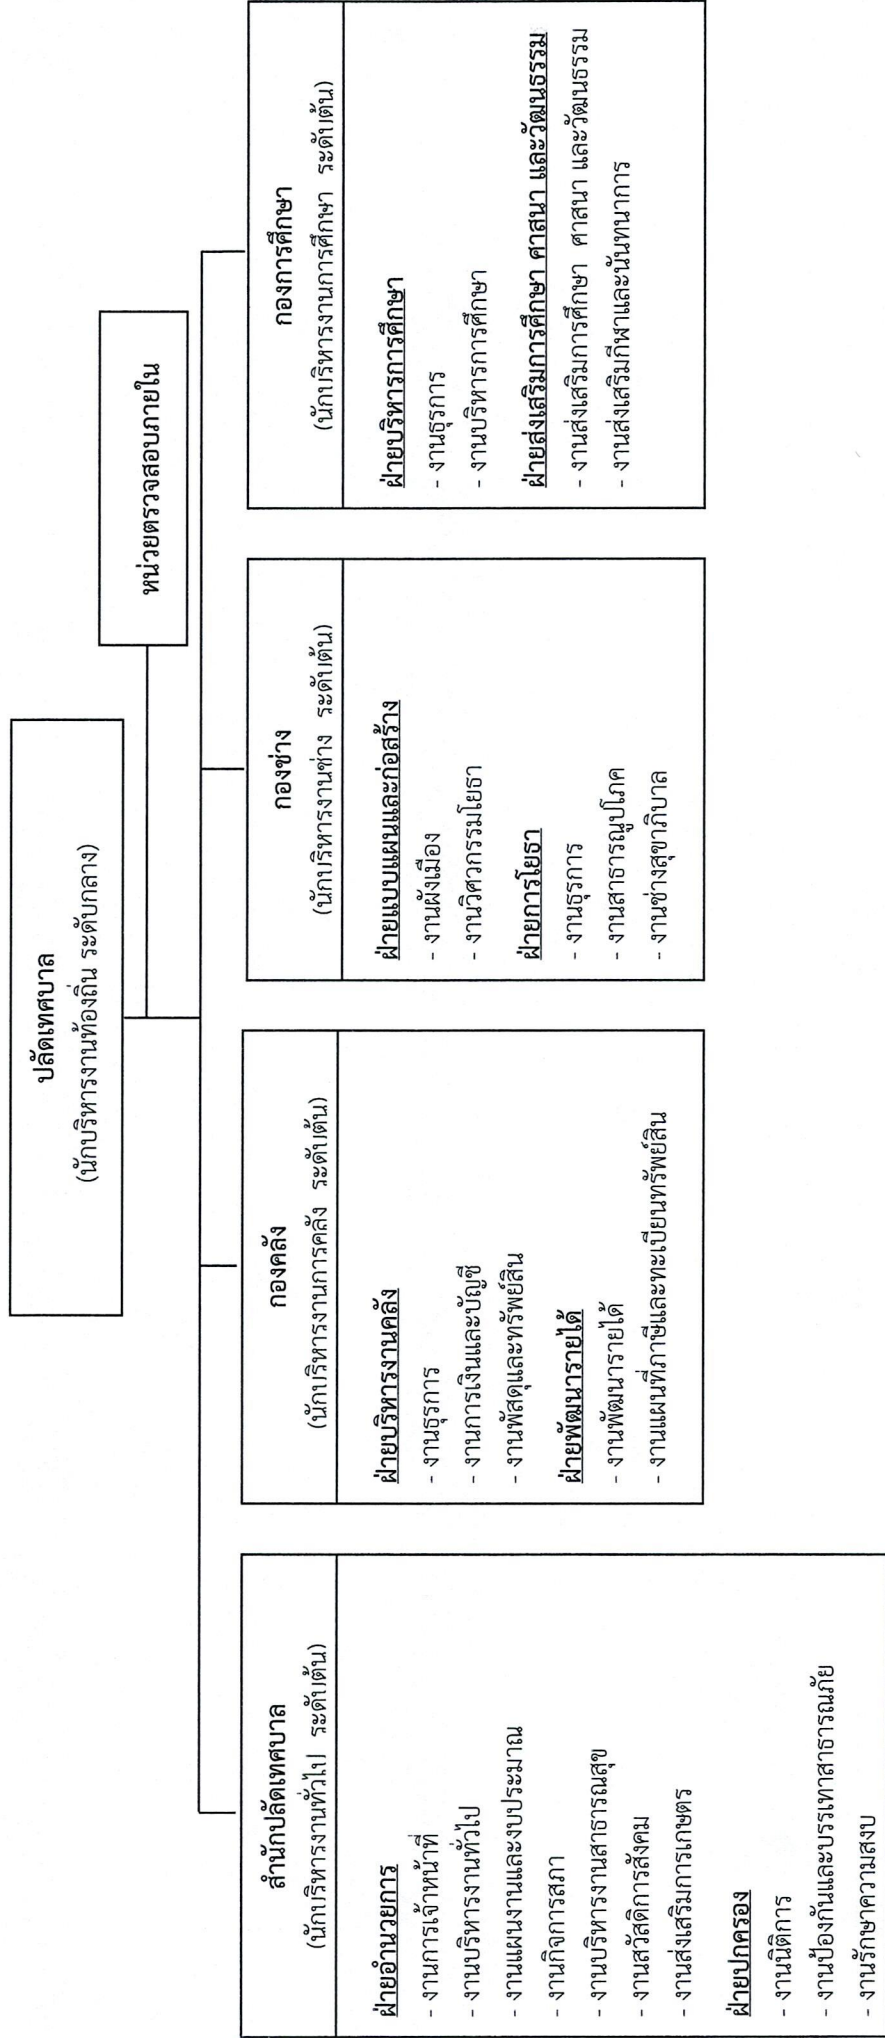 ปลัดเทศบาล
(นักบริหารงานท้องถิ่น ระดับกลาง)
หน่วยตรวจสอบภายใน
สำนักปลัดเทศบาล
(นักบริหารงานทั่วไป ระดับต้น)
ฝ่ายอำนวยการ
- งานการเจ้าหน้าที่
- งานบริหารงานทั่วไป
- งานแผนงานและงบประมาณ
- งานกิจการสภา
- งานบริหารงานสาธารณสุข
- งานสวัสดิการสังคม
- งานส่งเสริมการเกษตร
ฝ่ายปกครอง
- งานนิติการ
- งานป้องกันและบรรเทาสาธารณภัย
- งานรักษาความสงบ
กองคลัง
(นักบริหารงานการคลัง ระดับต้น)
ฝ่ายบริหารงานคลัง
- งานธุรการ
- งานการเงินและบัญชี
- งานพัสดุและทรัพย์สิน
ฝ่ายพัฒนารายได้
- งานพัฒนารายได้
- งานแผนที่ภาษีและทะเบียนทรัพย์สิน
กองช่าง
(นักบริหารงานช่าง ระดับต้น)
ฝ่ายแบบแผนและก่อสร้าง
- งานผังเมือง
- งานวิศวกรรมโยธา
ฝ่ายการโยธา
- งานธุรการ
- งานสาธารณูปโภค
- งานช่างสุขาภิบาล
กองการศึกษา
(นักบริหารงานการศึกษา ระดับต้น)
ฝ่ายบริหารการศึกษา
- งานธุรการ
- งานบริหารการศึกษา
ฝ่ายส่งเสริมการศึกษา ศาสนา และวัฒนธรรม
- งานส่งเสริมการศึกษา ศาสนา และวัฒนธรรม
- งานส่งเสริมกีฬาและนันทนาการ